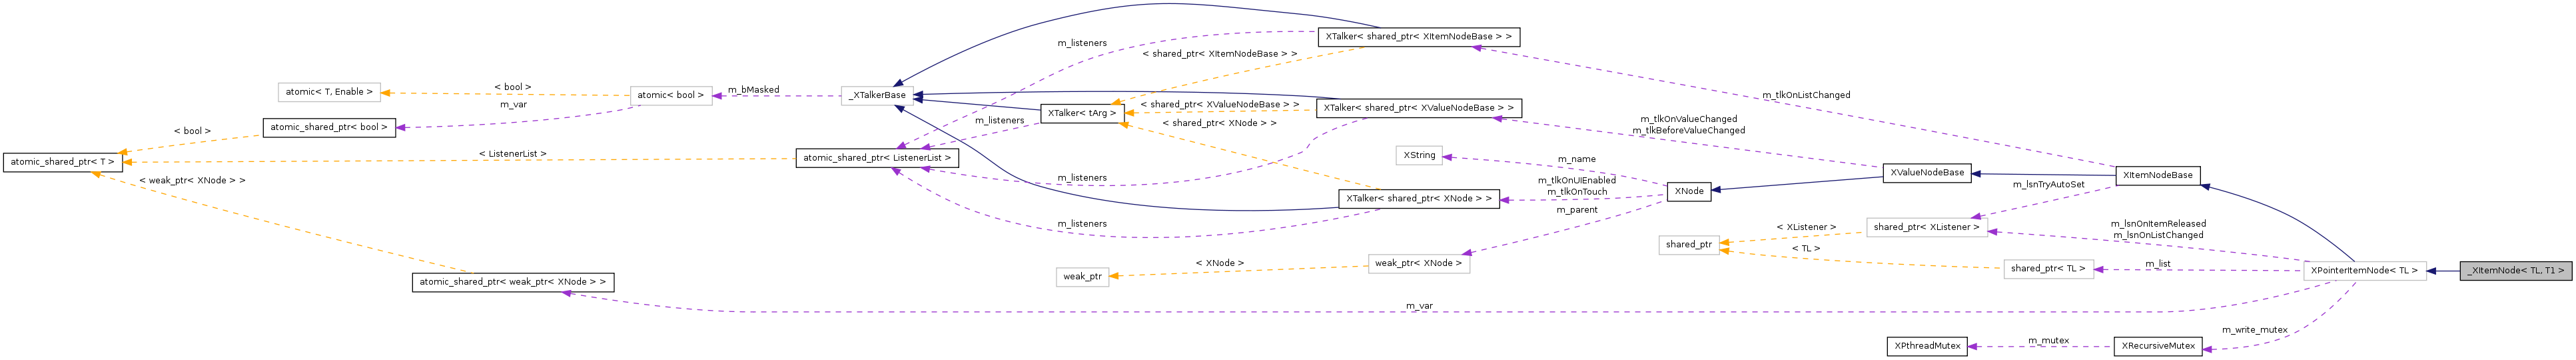 XTalker< shared_ptr< XItemNodeBase > >
m_listeners
< shared_ptr< XItemNodeBase > >
atomic< T, Enable >
< bool >
m_var
atomic< bool >
m_bMasked
_XTalkerBase
m_tlkOnListChanged
< shared_ptr< XValueNodeBase > >
XTalker< shared_ptr< XValueNodeBase > >
XTalker< tArg >
m_listeners
< shared_ptr< XNode > >
m_tlkOnValueChanged
m_tlkBeforeValueChanged
atomic_shared_ptr< bool >
< bool >
atomic_shared_ptr< T >
< ListenerList >
atomic_shared_ptr< ListenerList >
XString
m_name
XValueNodeBase
XItemNodeBase
< weak_ptr< XNode > >
m_listeners
m_tlkOnUIEnabled
m_tlkOnTouch
XNode
m_lsnTryAutoSet
XTalker< shared_ptr< XNode > >
m_parent
m_listeners
shared_ptr< XListener >
< XListener >
m_lsnOnItemReleased
m_lsnOnListChanged
shared_ptr
< TL >
weak_ptr
< XNode >
weak_ptr< XNode >
shared_ptr< TL >
m_list
XPointerItemNode< TL >
_XItemNode< TL, T1 >
atomic_shared_ptr< weak_ptr< XNode > >
m_var
m_write_mutex
XPthreadMutex
m_mutex
XRecursiveMutex